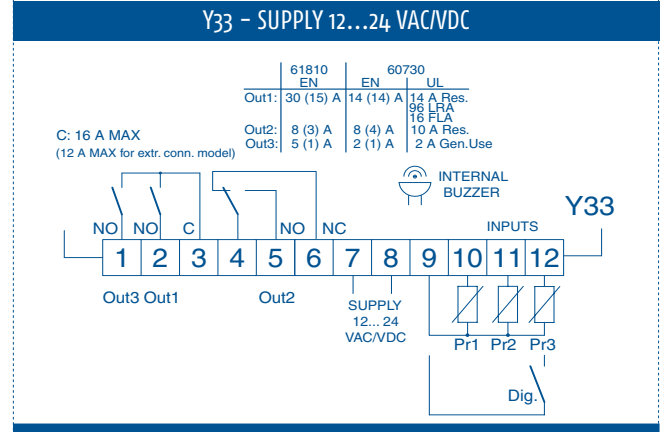 Y33 – SUPPLY 12...24 VAC/VDC
61810 60730
EN EN UL
Out1: 30 (15) A 14 (14) A 14 A Res.
96 LRA
16 FLA
Out2: 8 (3) A 8 (4) A 10 A Res.
Out3: 5 (1) A 2 (1) A 2 A Gen.Use
C: 16 A MAX
(12 A MAX for extr. conn. model)
INTERNAL
BUZZER
Y33
NO NO C NO NC INPUTS
1 2 3 4 5 6 7 8 9 10 11 12
Out3 Out1 Out2
SUPPLY
12... 24
VAC/VDC
Pr1 Pr2 Pr3
Dig.